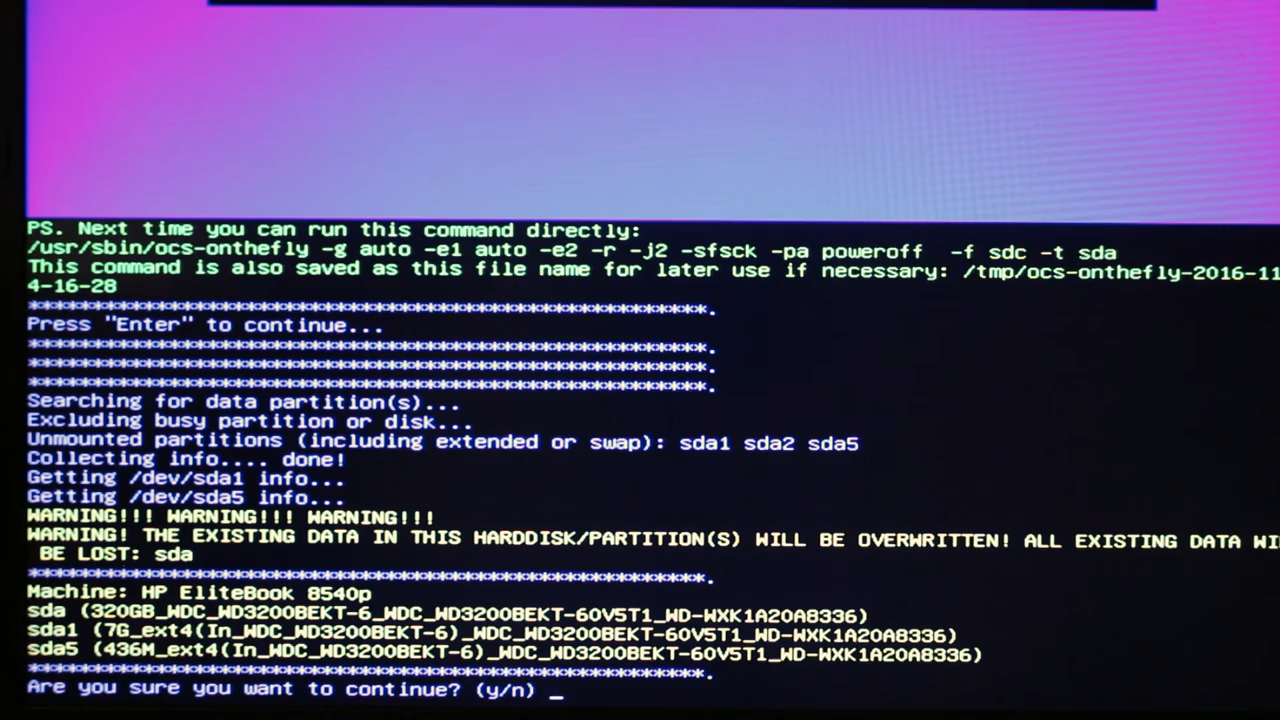 PS. Next time you can run this command directly:
/usr/sbin/ocs-onthefly -g auto -e1 auto -e2 -r -j2 -sfsck -pa poweroff  -f sdc -t sda
This command is also saved as this file name for later use if necessary: /tmp/ocs-onthefly-2016-11
4-16-28
*****************************************************.
Press "Enter" to continue...
*****************************************************.
*****************************************************.
*****************************************************.
Searching for data partition(s)...
Excluding busy partition or disk...
Unmounted partitions (including extended or swap): sda1 sda2 sda5
Collecting info.... done!
Getting /dev/sda1 info...
Getting /dev/sda5 info...
WARNING!!! WARNING!!! WARNING!!!
WARNING! THE EXISTING DATA IN THIS HARDDISK/PARTITION(S) WILL BE OVERWRITTEN! ALL EXISTING DATA WI
BE LOST: sda
*****************************************************.
Machine: HP EliteBook 8540p
sda (320GB_WDC_WD3200BEKT-6_WDC_WD3200BEKT-60V5T1_WD-WXK1A20A8336)
sda1 (7G_ext4(In_WDC_WD3200BEKT-6)_WDC_WD3200BEKT-60V5T1_WD-WXK1A20A8336)
sda5 (436M_ext4(In_WDC_WD3200BEKT-6)_WDC_WD3200BEKT-60V5T1_WD-WXK1A20A8336)
*****************************************************.
Are you sure you want to continue? (y/n) _